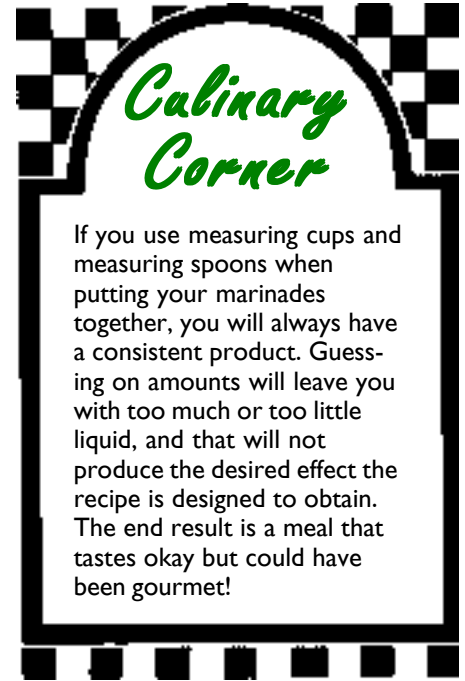 Culinary
Corner
If you use measuring cups and
measuring spoons when
putting your marinades
together, you will always have
a consistent product. Guess-
ing on amounts will leave you
with too much or too little
liquid, and that will not
produce the desired effect the
recipe is designed to obtain.
The end result is a meal that
tastes okay but could have
been gourmet!